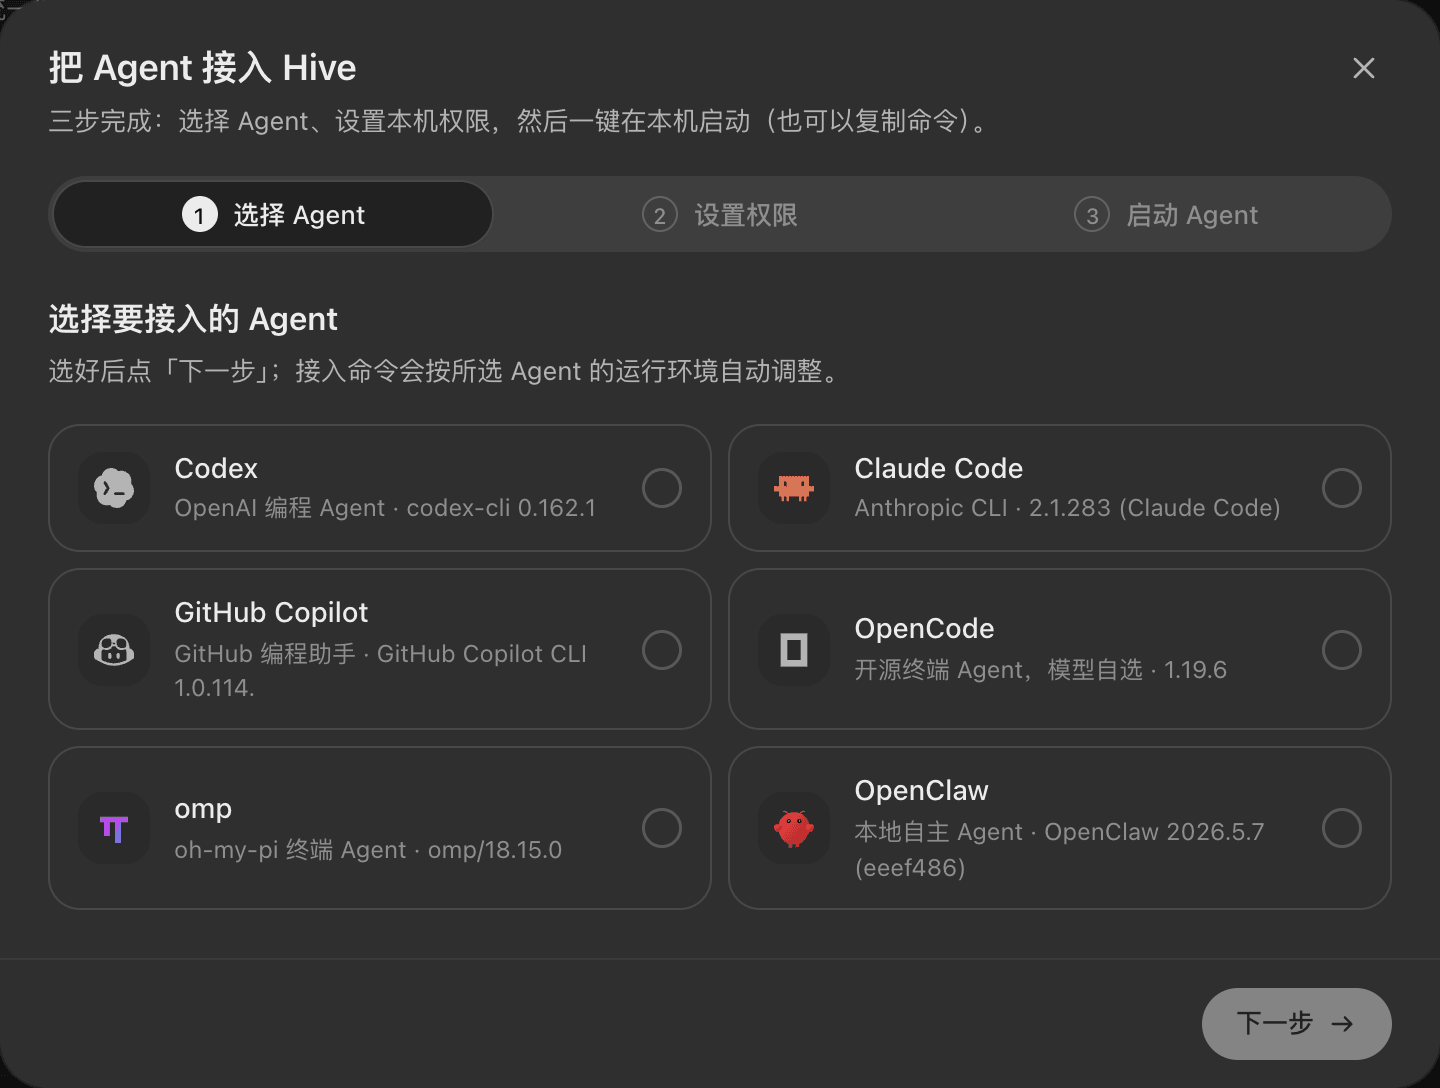 把 Agent 接入 Hive
三步完成：选择 Agent、设置本机权限，然后一键在本机启动（也可以复制命令）。
1 选择 Agent
2 设置权限
3 启动 Agent
选择要接入的 Agent
选好后点「下一步」；接入命令会按所选 Agent 的运行环境自动调整。
Codex
OpenAI 编程 Agent · codex-cli 0.162.1
Claude Code
Anthropic CLI · 2.1.283 (Claude Code)
GitHub Copilot
GitHub 编程助手 · GitHub Copilot CLI
1.0.114.
OpenCode
开源终端 Agent，模型自选 · 1.19.6
omp
oh-my-pi 终端 Agent · omp/18.15.0
OpenClaw
本地自主 Agent · OpenClaw 2026.5.7
(eeef486)
下一步 →